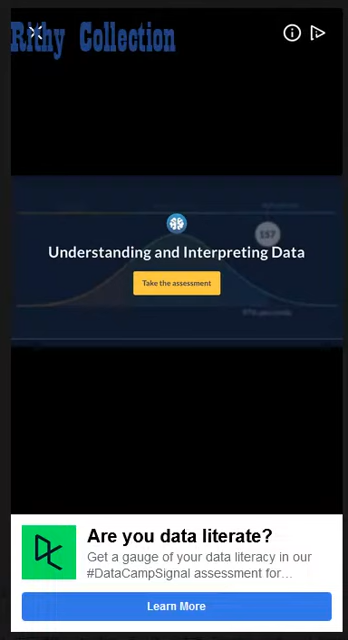 Rithy Collection
157
Understanding and Interpreting Data
Take the assessment
Are you data literate?
Get a gauge of your data literacy in our
#DataCampSignal assessment for…
Learn More